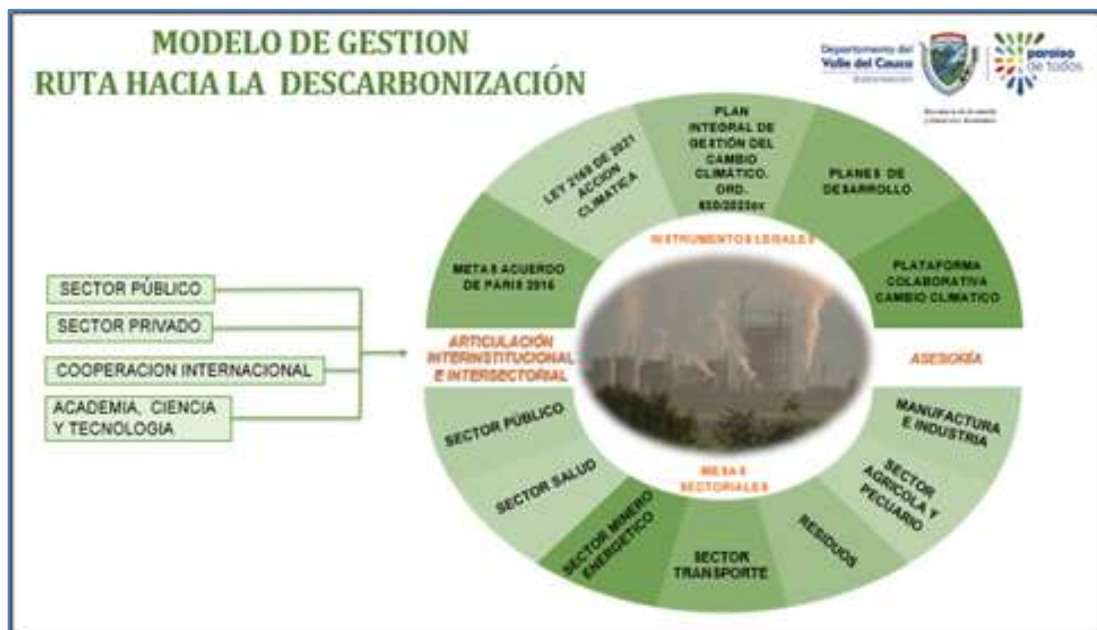 MODELO DE GESTION
RUTA HACIA LA DESCARBONIZACIÓN
Departamento del
Valle del Cauca
Gobernación
paraíso
de todos
SECTOR PÚBLICO
SECTOR PRIVADO
COOPERACION INTERNACIONAL
ACADEMIA, CIENCIA
Y TECNOLOGIA
METAS ACUERDO
DE PARIS 2016
LEY 2169 DE 2021
ACCION
CLIMATICA
PLAN
INTEGRAL DE
GESTIÓN DEL
CAMBIO
CLIMÁTICO.
ORD.
PLANES DE
DESARROLLO
PLATAFORMA
COLABORATIVA
CAMBIO CLIMATICO
INSTRUMENTOS LEGALES
ARTICULACIÓN
INTERINSTITUCIONAL
E INTERSECTORIAL
ASESORÍA
SECTOR PÚBLICO
SECTOR SALUD
SECTOR MINERO
ENERGETICO
SECTOR
TRANSPORTE
RESIDUOS
SECTOR
AGRICOLA Y
PECUARIO
MANUFACTURA
E INDUSTRIA
MESAS
SECTORIALES